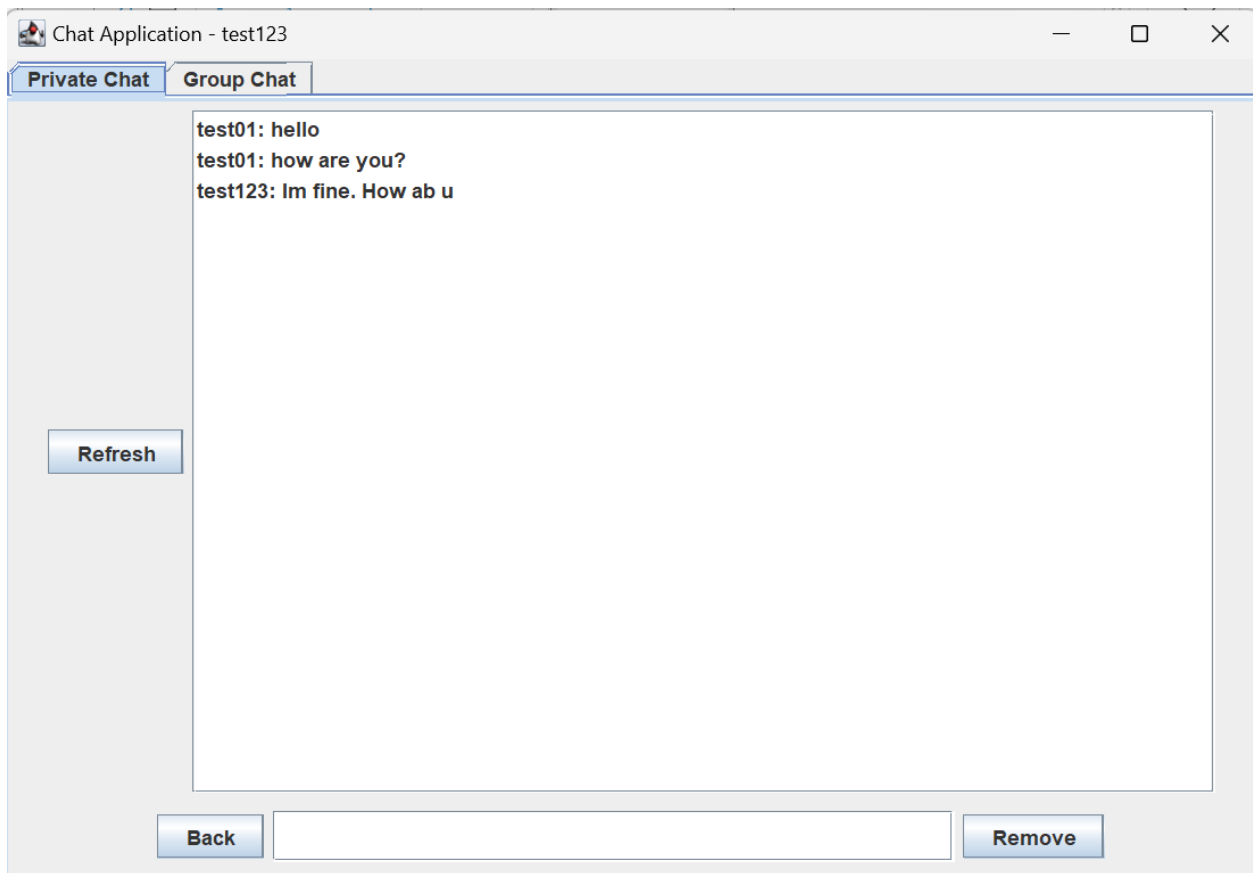 Chat Application - test123
Private Chat Group Chat
test01: hello
test01: how are you?
test123: Im fine. How ab u
Refresh
Back Remove